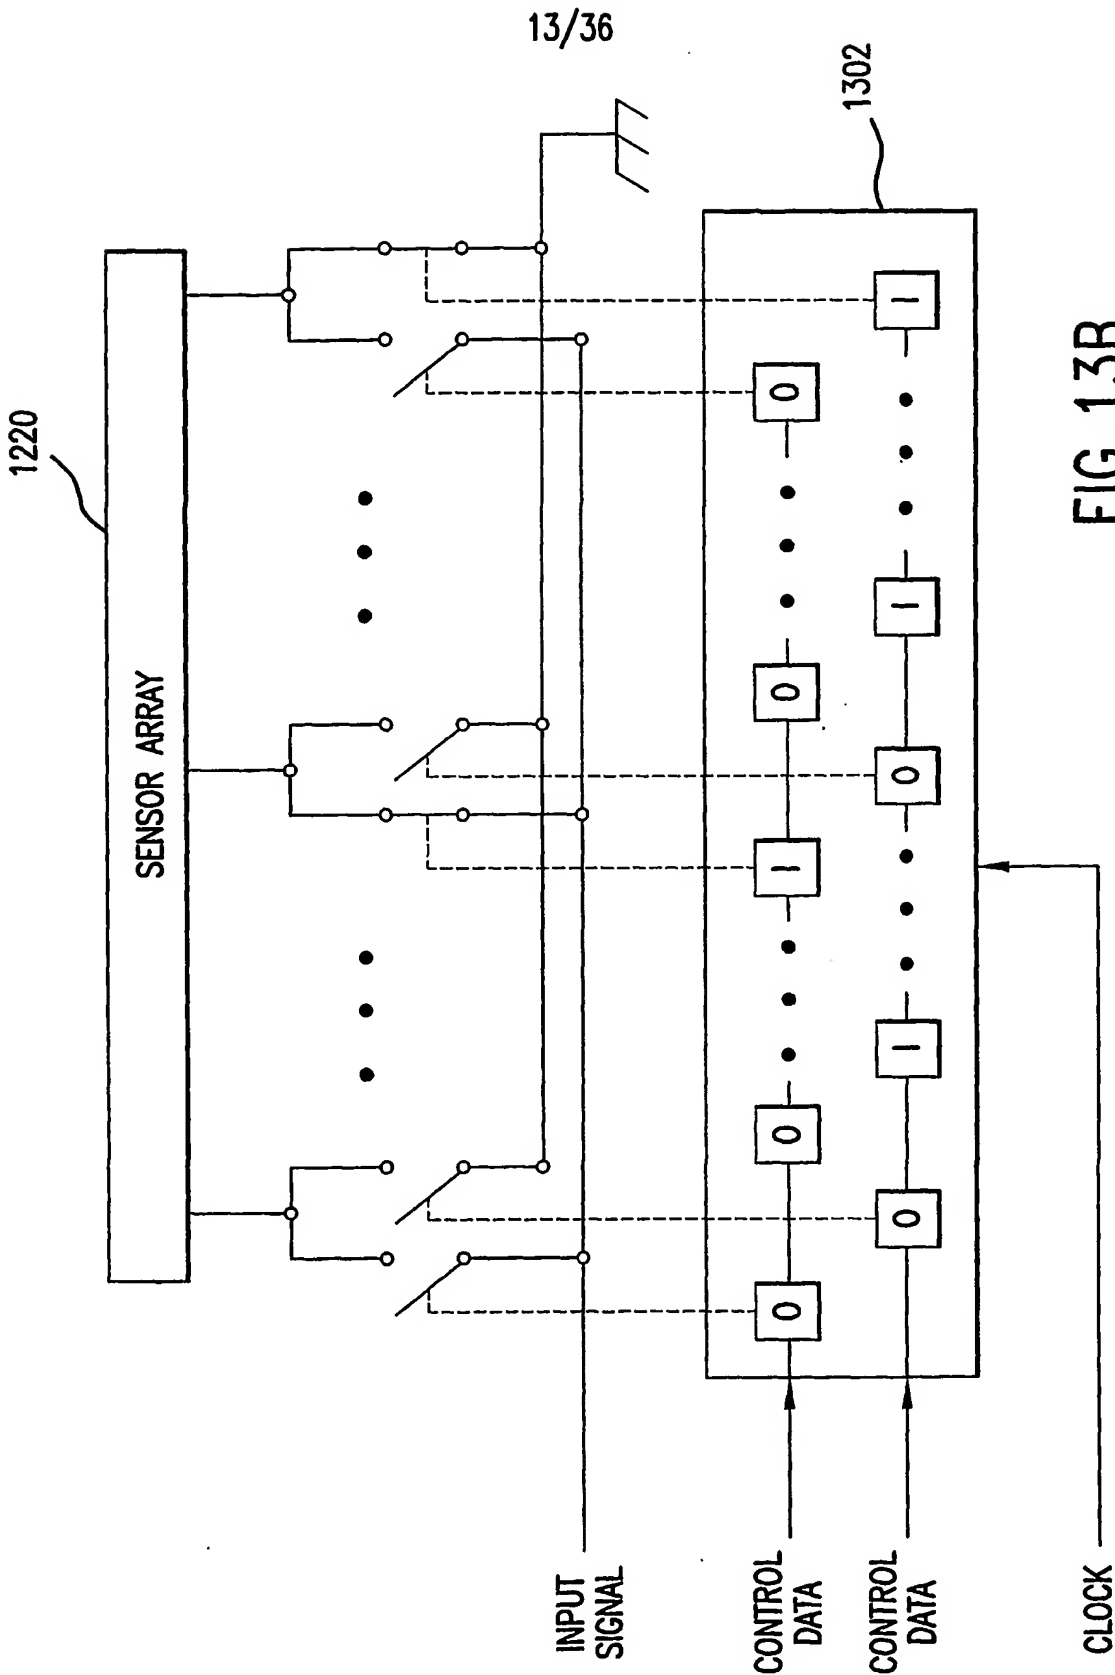 13/36
1220
SENSOR ARRAY
INPUT
SIGNAL
1302
CONTROL
DATA
0 0 1 0 0
CONTROL
DATA
0 1 0 1 1
CLOCK
FIG. 13B